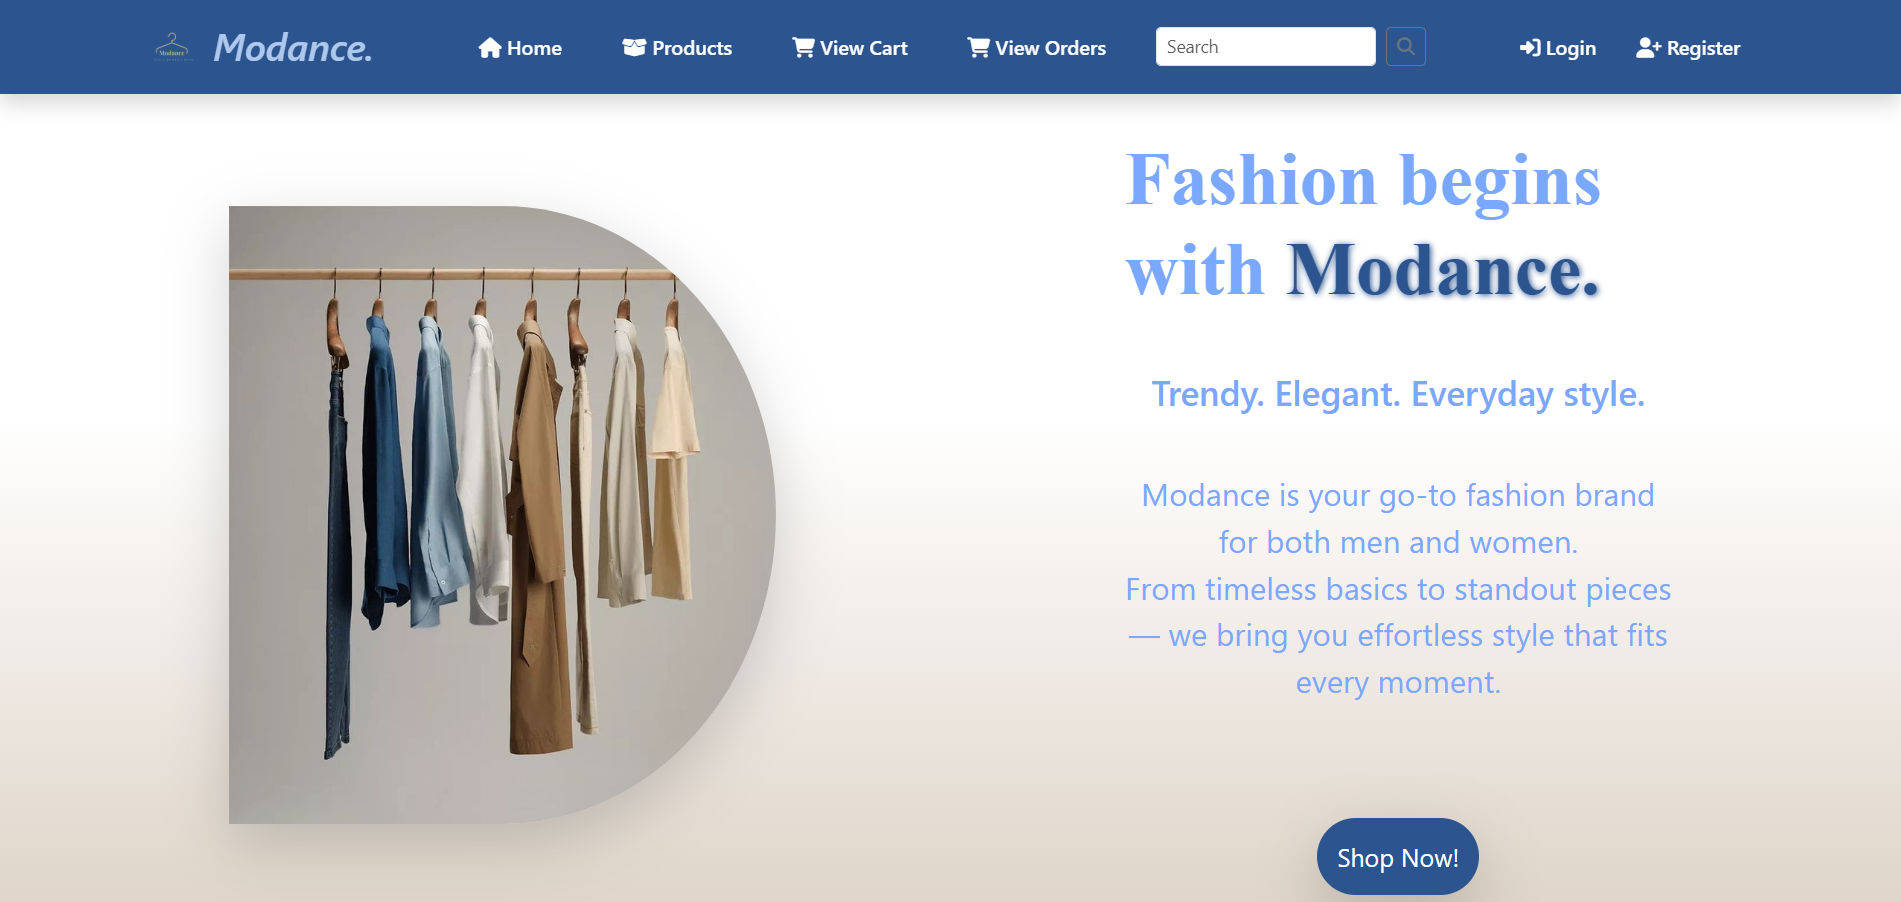 Modance
Modance.
Home
Products
View Cart
View Orders
Search
Login
Register
Fashion begins
with Modance.
Trendy. Elegant. Everyday style.
Modance is your go-to fashion brand
for both men and women.
From timeless basics to standout pieces
— we bring you effortless style that fits
every moment.
Shop Now!